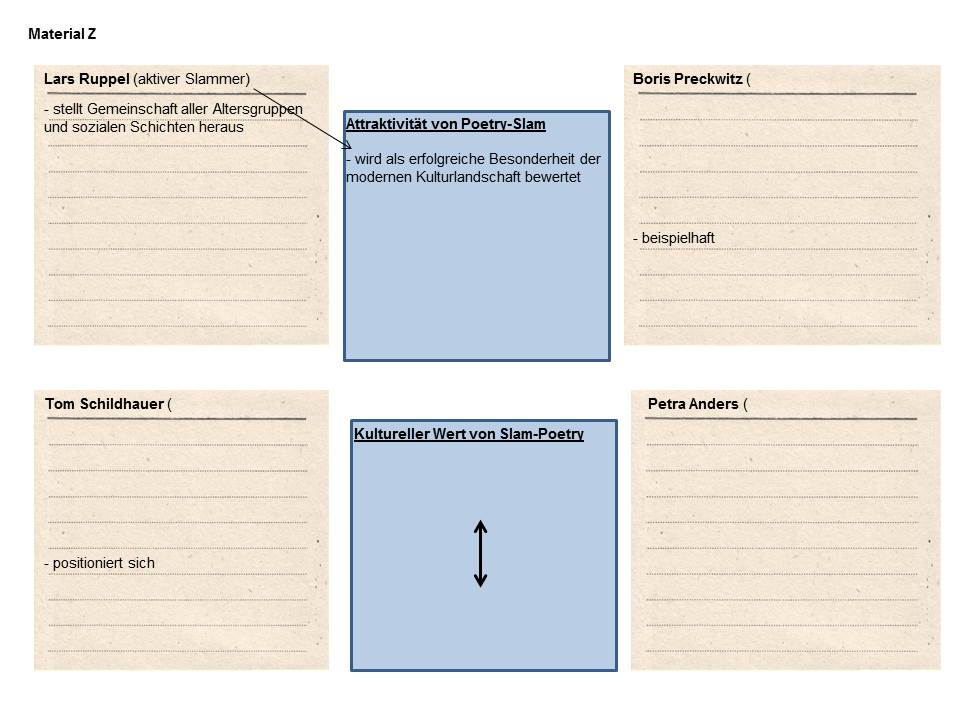 Material Z
Lars Ruppel (aktiver Slammer)
- stellt Gemeinschaft aller Altersgruppen
und sozialen Schichten heraus
Attraktivität von Poetry-Slam
- wird als erfolgreiche Besonderheit der
modernen Kulturlandschaft bewertet
Boris Preckwitz (
- beispielhaft
Tom Schildhauer (
- positioniert sich
Kultureller Wert von Slam-Poetry
Petra Anders (